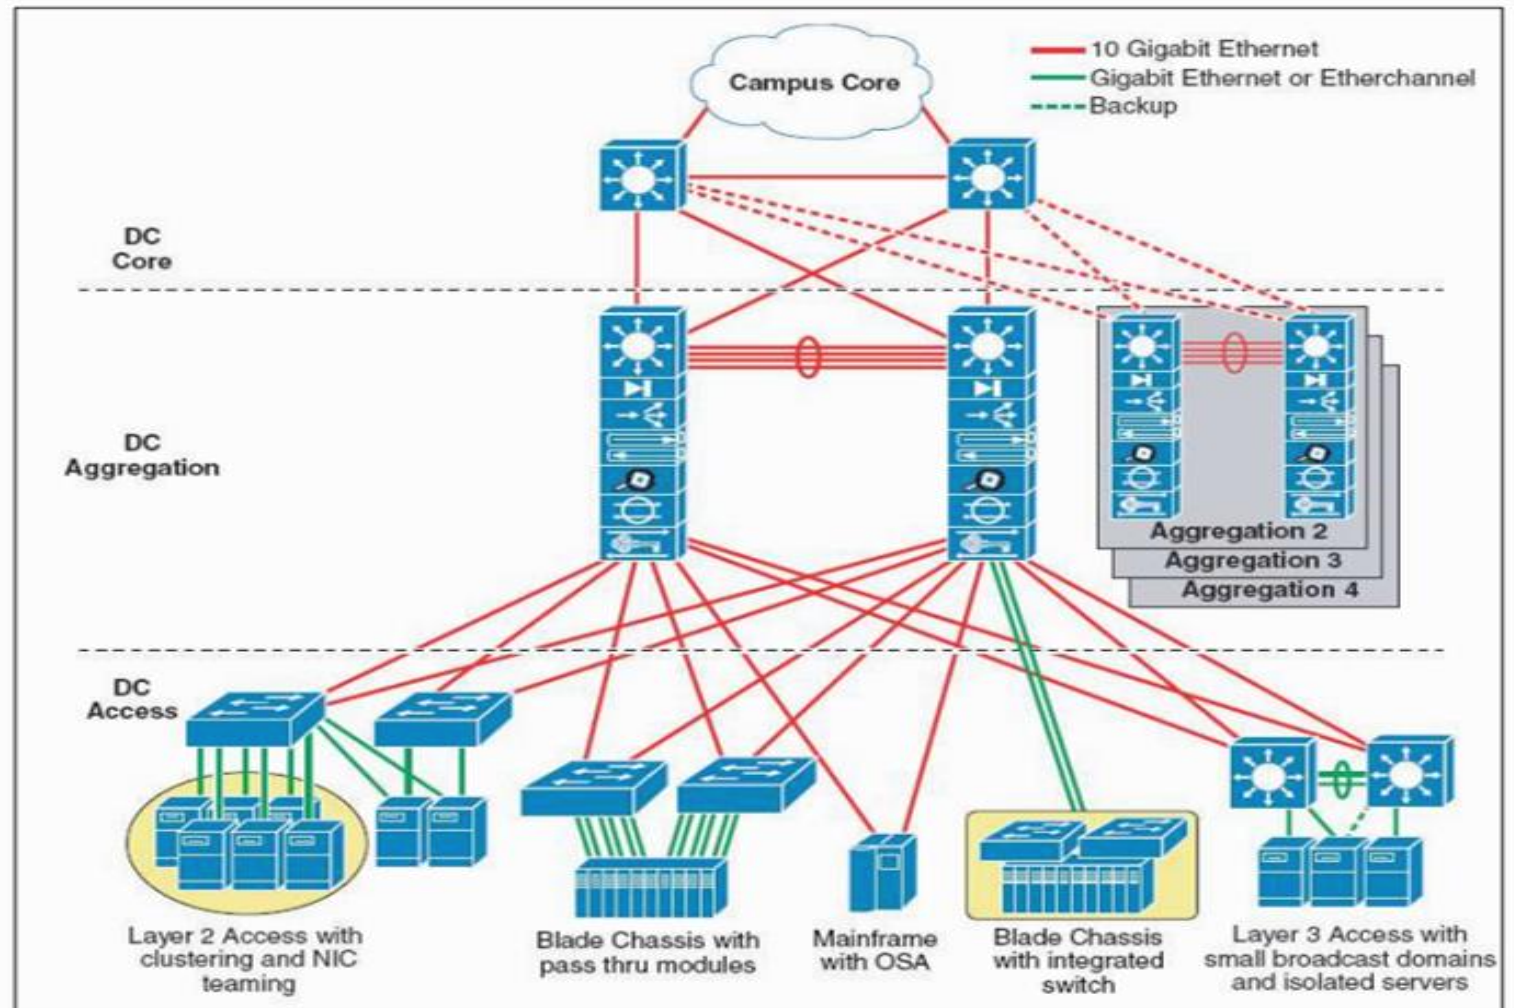 Campus Core
10 Gigabit Ethernet
Gigabit Ethernet or Etherchannel
Backup
DC
Core
DC
Aggregation
Aggregation 2
Aggregation 3
Aggregation 4
DC
Access
Layer 2 Access with
clustering and NIC
teaming
Blade Chassis with
pass thru modules
Mainframe
with OSA
Blade Chassis
with integrated
switch
Layer 3 Access with
small broadcast domains
and isolated servers